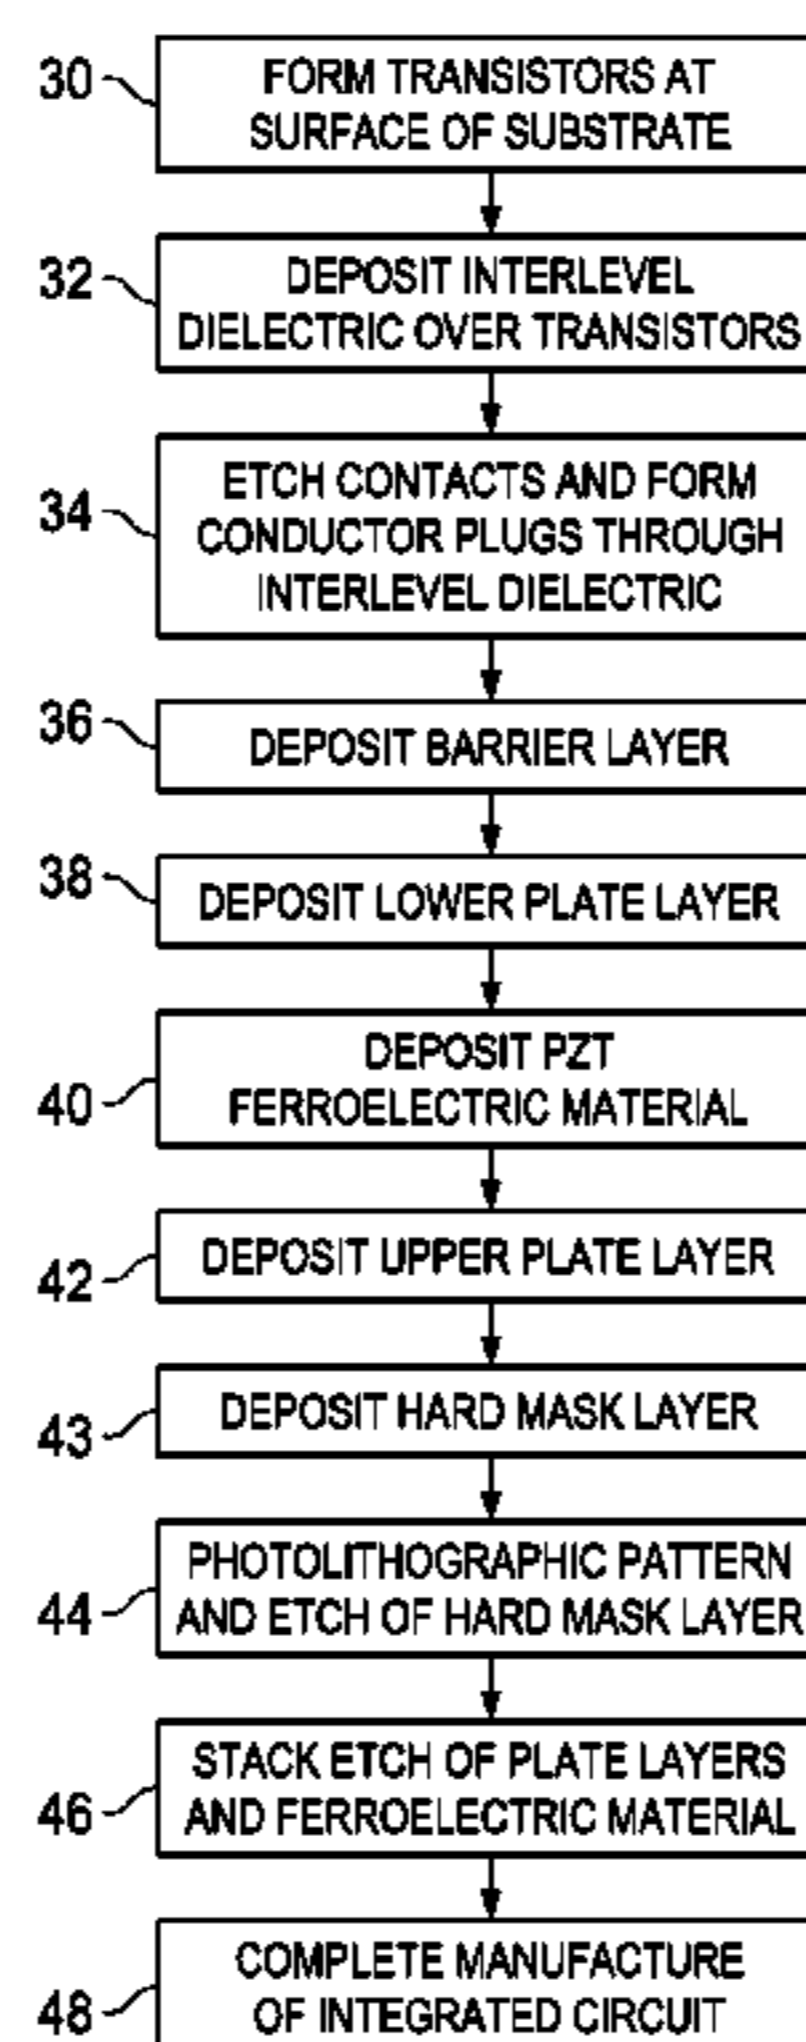 30
FORM TRANSISTORS AT
SURFACE OF SUBSTRATE
32
DEPOSIT INTERLEVEL
DIELECTRIC OVER TRANSISTORS
34
ETCH CONTACTS AND FORM
CONDUCTOR PLUGS THROUGH
INTERLEVEL DIELECTRIC
36
DEPOSIT BARRIER LAYER
38
DEPOSIT LOWER PLATE LAYER
40
DEPOSIT PZT
FERROELECTRIC MATERIAL
42
DEPOSIT UPPER PLATE LAYER
43
DEPOSIT HARD MASK LAYER
44
PHOTOLITHOGRAPHIC PATTERN
AND ETCH OF HARD MASK LAYER
46
STACK ETCH OF PLATE LAYERS
AND FERROELECTRIC MATERIAL
48
COMPLETE MANUFACTURE
OF INTEGRATED CIRCUIT